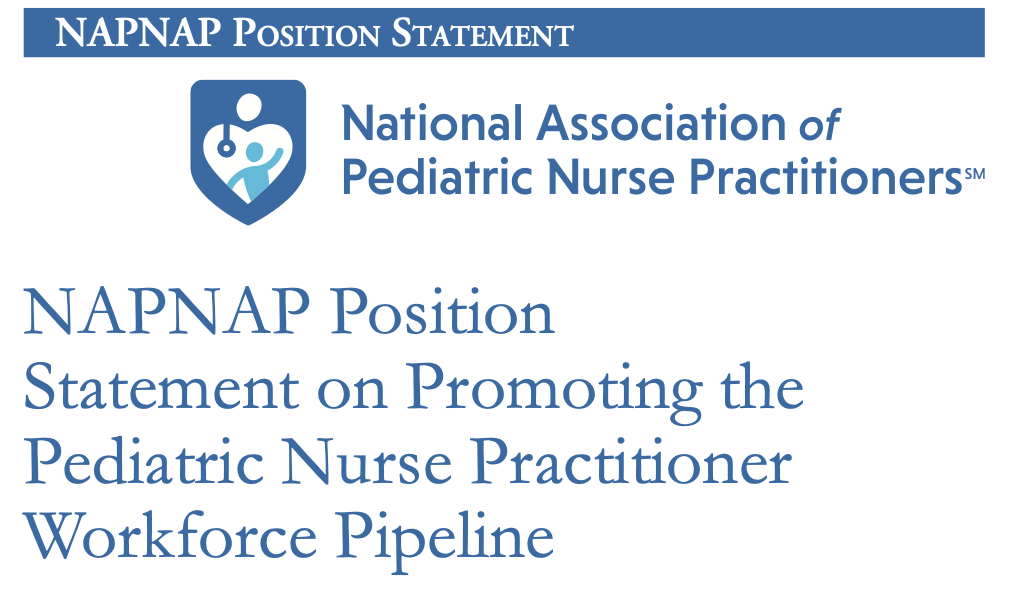 NAPNAP Position Statement
National Association of
Pediatric Nurse Practitioners℠
NAPNAP Position
Statement on Promoting the
Pediatric Nurse Practitioner
Workforce Pipeline